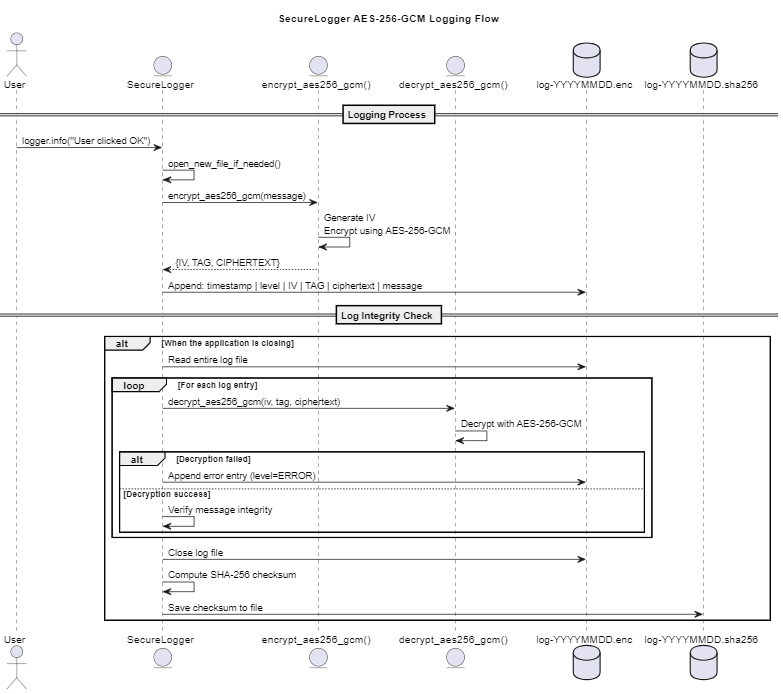 SecureLogger AES-256-GCM Logging Flow
User
SecureLogger
encrypt_aes256_gcm()
decrypt_aes256_gcm()
log-YYYYMMDD.enc
log-YYYYMMDD.sha256
Logging Process
logger.info("User clicked OK")
open_new_file_if_needed()
encrypt_aes256_gcm(message)
Generate IV
Encrypt using AES-256-GCM
{IV, TAG, CIPHERTEXT}
Append: timestamp | level | IV | TAG | ciphertext | message
Log Integrity Check
alt [When the application is closing]
Read entire log file
loop [For each log entry]
decrypt_aes256_gcm(iv, tag, ciphertext)
Decrypt with AES-256-GCM
alt [Decryption failed]
Append error entry (level=ERROR)
[Decryption success]
Verify message integrity
Close log file
Compute SHA-256 checksum
Save checksum to file
User
SecureLogger
encrypt_aes256_gcm()
decrypt_aes256_gcm()
log-YYYYMMDD.enc
log-YYYYMMDD.sha256